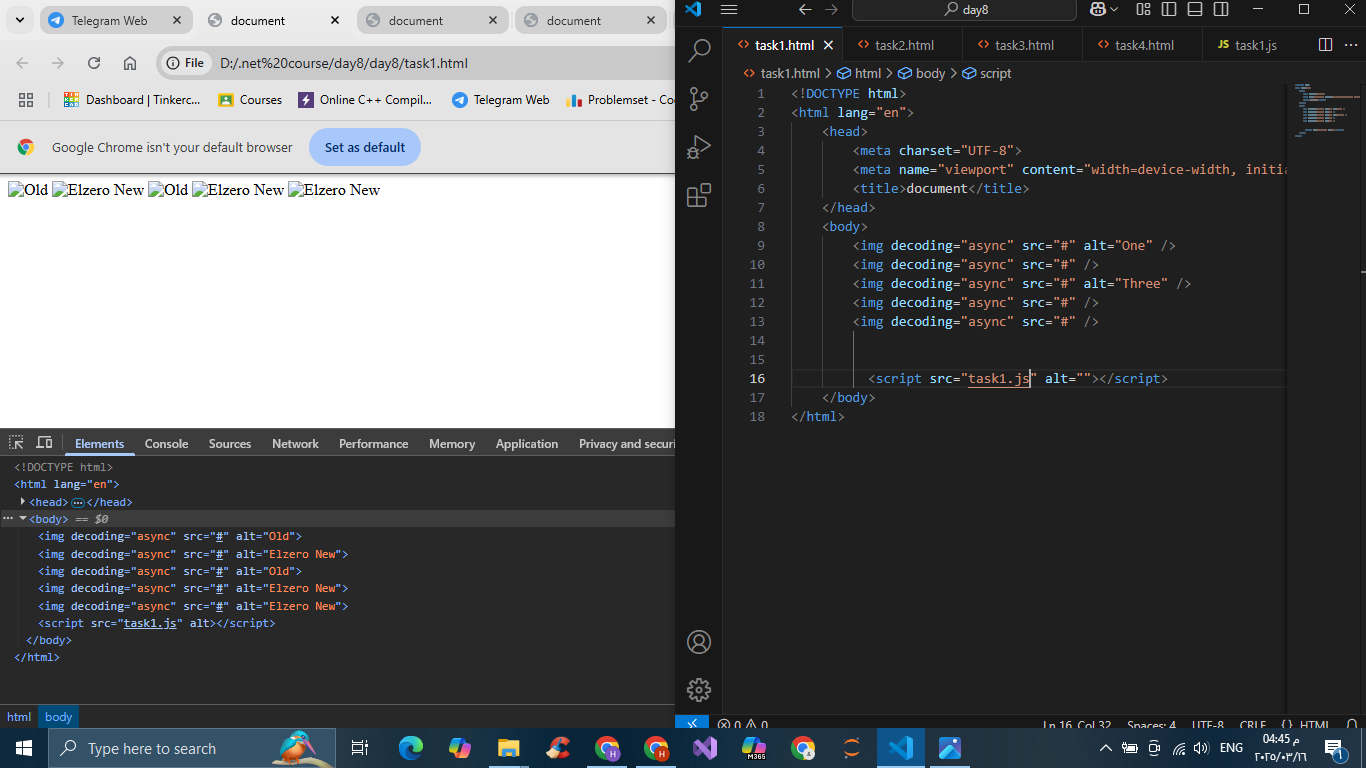 Telegram Web
document
document
document
File
D:/.net%20course/day8/day8/task1.html
Dashboard | Tinkerc...
Courses
Online C++ Compil...
Telegram Web
Problemset - Co
Google Chrome isn't your default browser
Set as default
Old Elzero New Old Elzero New Elzero New
Elements Console Sources Network Performance Memory Application Privacy and securi
<!DOCTYPE html>
<html lang="en">
<head> ... </head>
<body> == $0
<img decoding="async" src="#" alt="Old">
<img decoding="async" src="#" alt="Elzero New">
<img decoding="async" src="#" alt="Old">
<img decoding="async" src="#" alt="Elzero New">
<img decoding="async" src="#" alt="Elzero New">
<script src="task1.js" alt></script>
</body>
</html>
html body
day8
task1.html task2.html task3.html task4.html JS task1.js
task1.html > html > body > script
1 <!DOCTYPE html>
2 <html lang="en">
3 <head>
4 <meta charset="UTF-8">
5 <meta name="viewport" content="width=device-width, initia
6 <title>document</title>
7 </head>
8 <body>
9 <img decoding="async" src="#" alt="One" />
10 <img decoding="async" src="#" />
11 <img decoding="async" src="#" alt="Three" />
12 <img decoding="async" src="#" />
13 <img decoding="async" src="#" />
14
15
16 <script src="task1.js" alt=""></script>
17 </body>
18 </html>
0 0
Ln 16, Col 32 Spaces: 4 UTF-8 CRLF {} HTML
Type here to search
M365
ENG
04:45 م
٢٠٢٥/٠٣/١٦
1